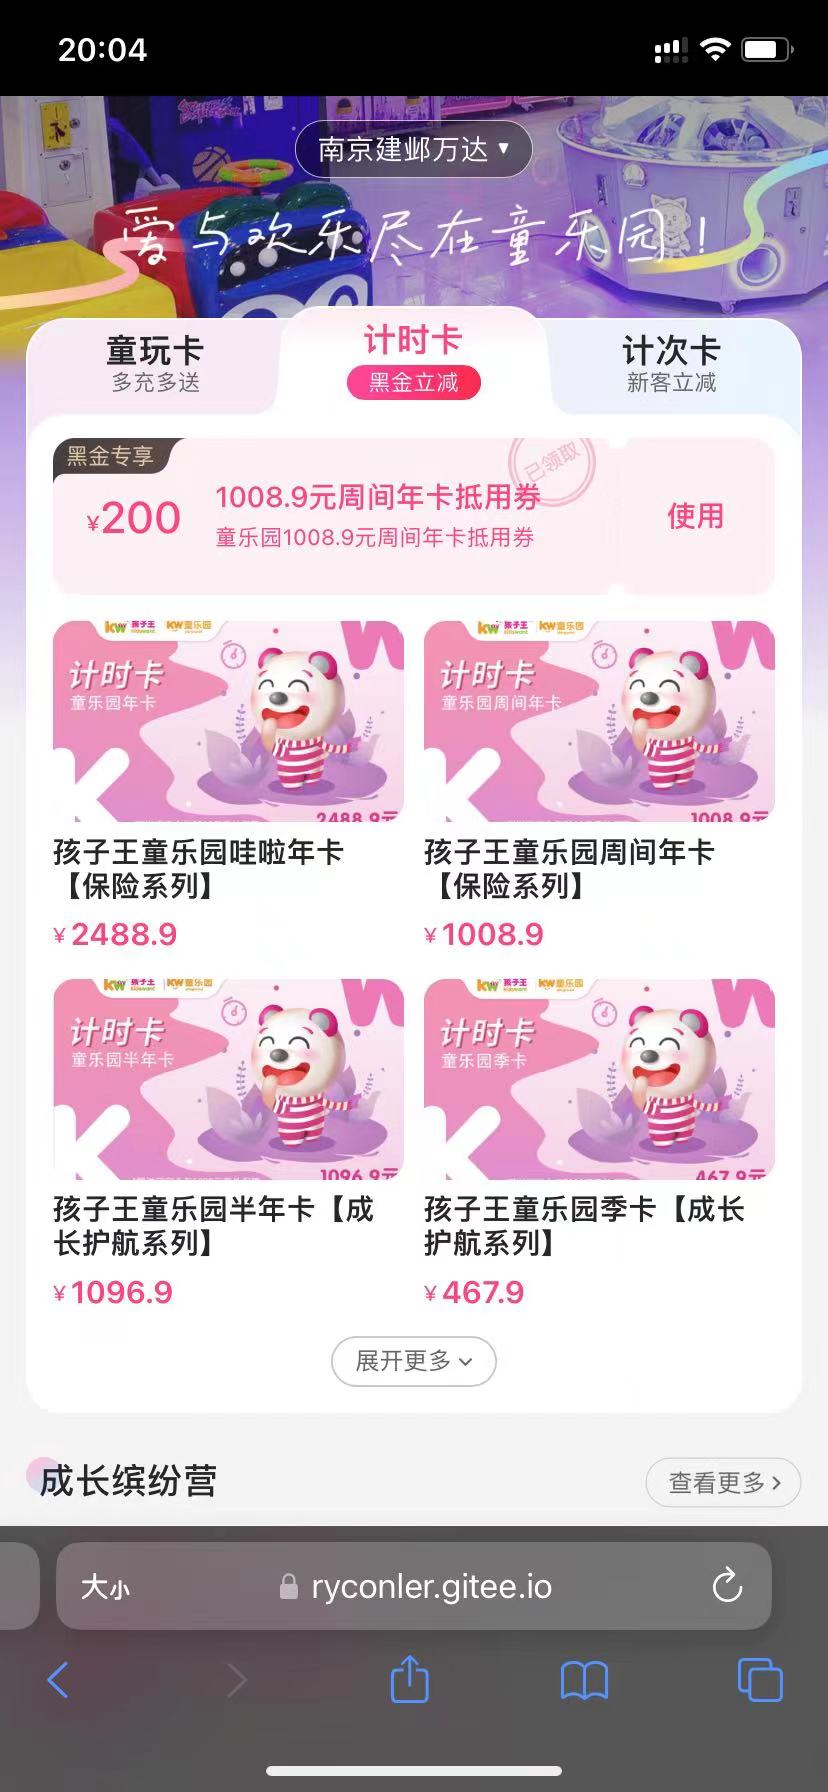 20:04
南京建邺万达 ▼
爱与欢乐尽在童乐园！
童玩卡
多充多送
计时卡
黑金立减
计次卡
新客立减
黑金专享
¥200
1008.9元周间年卡抵用券
童乐园1008.9元周间年卡抵用券
已领取
使用
kw 孩子王 kidswant KW童乐园
计时卡
童乐园年卡
2488.9元
孩子王童乐园哇啦年卡
【保险系列】
¥2488.9
kw 孩子王 kidswant KW童乐园
计时卡
童乐园周间年卡
1008.9元
孩子王童乐园周间年卡
【保险系列】
¥1008.9
kw 孩子王 kidswant KW童乐园
计时卡
童乐园半年卡
1096.9元
孩子王童乐园半年卡【成
长护航系列】
¥1096.9
kw 孩子王 kidswant KW童乐园
计时卡
童乐园季卡
467.9元
孩子王童乐园季卡【成长
护航系列】
¥467.9
展开更多
成长缤纷营
查看更多
大小
ryconler.gitee.io